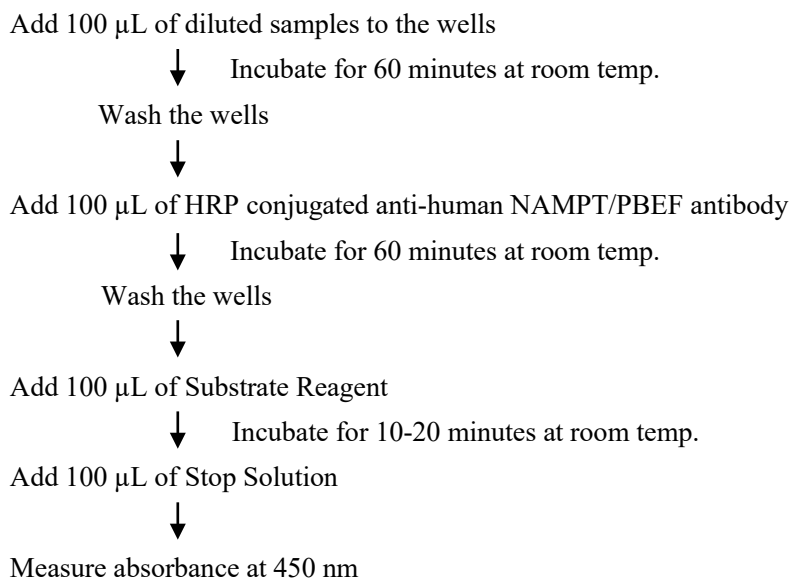 Add 100 µL of diluted samples to the wells
Incubate for 60 minutes at room temp.
Wash the wells
Add 100 µL of HRP conjugated anti-human NAMPT/PBEF antibody
Incubate for 60 minutes at room temp.
Wash the wells
Add 100 µL of Substrate Reagent
Incubate for 10-20 minutes at room temp.
Add 100 µL of Stop Solution
Measure absorbance at 450 nm